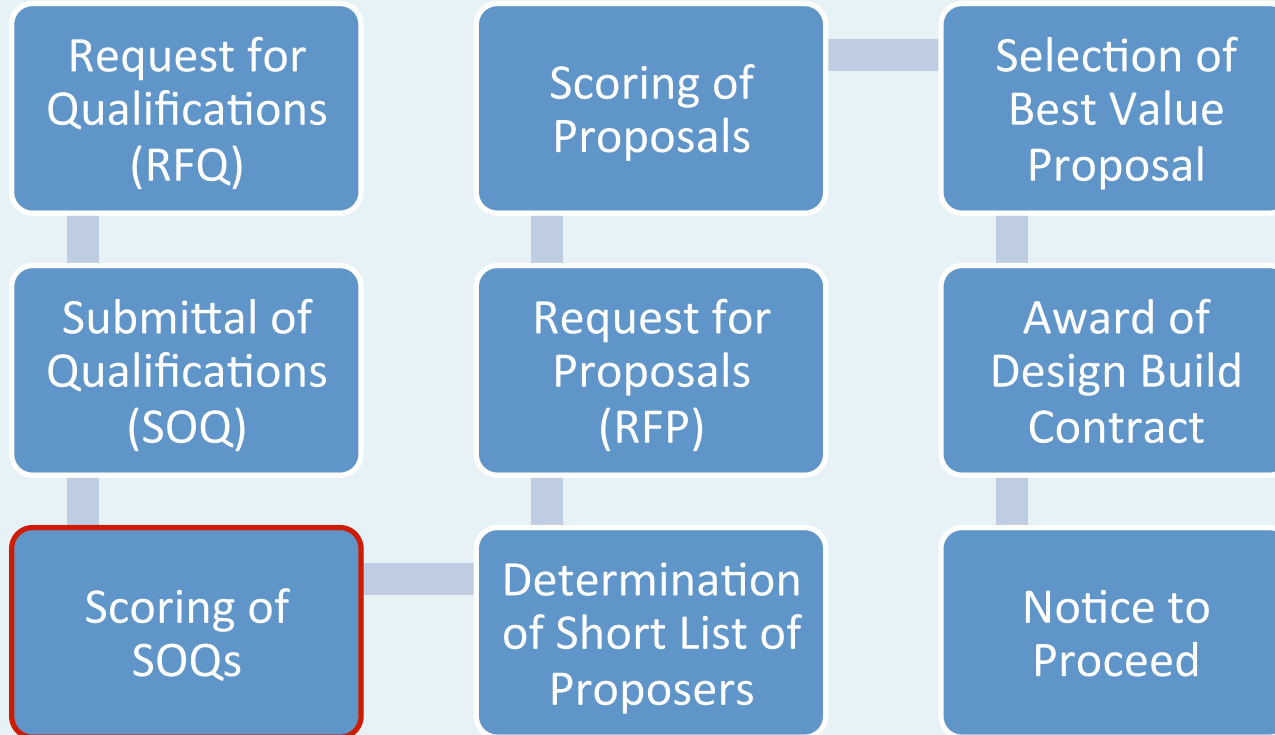 Request for
Qualifications
(RFQ)
Submittal of
Qualifications
(SOQ)
Scoring of
SOQs
Determination
of Short List of
Proposers
Request for
Proposals
(RFP)
Scoring of
Proposals
Selection of
Best Value
Proposal
Award of
Design Build
Contract
Notice to
Proceed